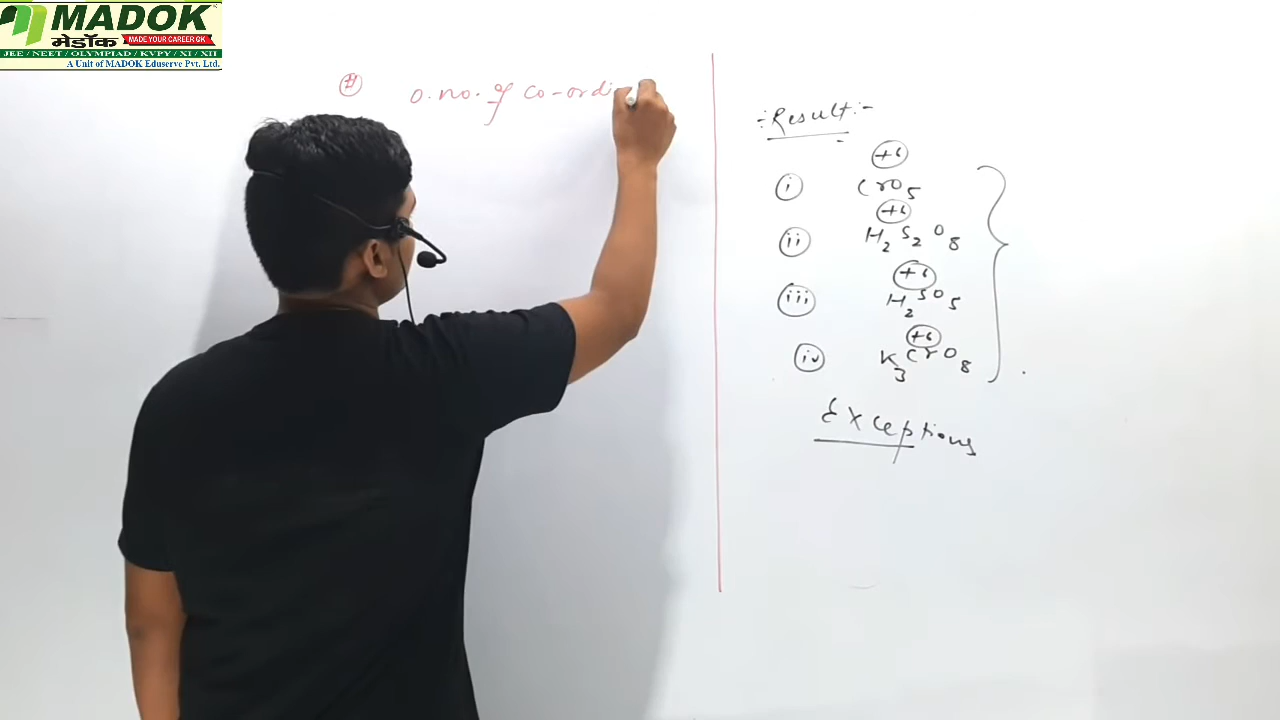 MADOK
मेडॉक MADE YOUR CAREER GK
JEE / NEET / OLYMPIAD / KVPY / XI / XII
A Unit of MADOK Eduserve Pvt. Ltd.
# O. no. of co-ordi
:- Result :-
+6
i CrO5
+6
ii H2S2O8
+6
iii H2SO5
+6
iv K3CrO8
Exceptions